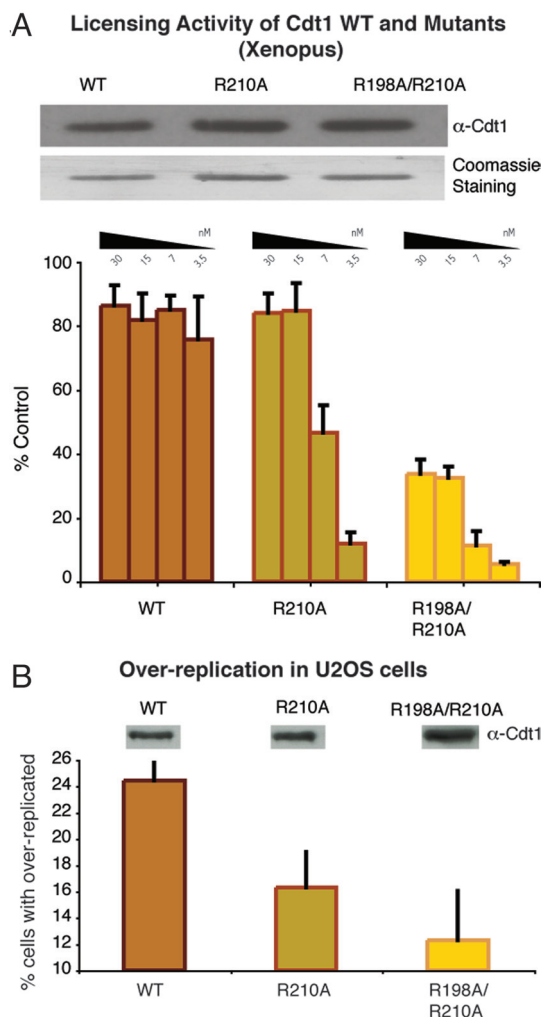 A
Licensing Activity of Cdt1 WT and Mutants
(Xenopus)
WT R210A R198A/R210A
α-Cdt1
Coomassie
Staining
nM nM nM
30 15 7 3.5 30 15 7 3.5 30 15 7 3.5
100
80
60
40
20
0
% Control
WT R210A R198A/
R210A
B
Over-replication in U2OS cells
WT R210A R198A/R210A
α-Cdt1
26
24
22
20
18
16
14
12
10
% cells with over-replicated
WT R210A R198A/
R210A